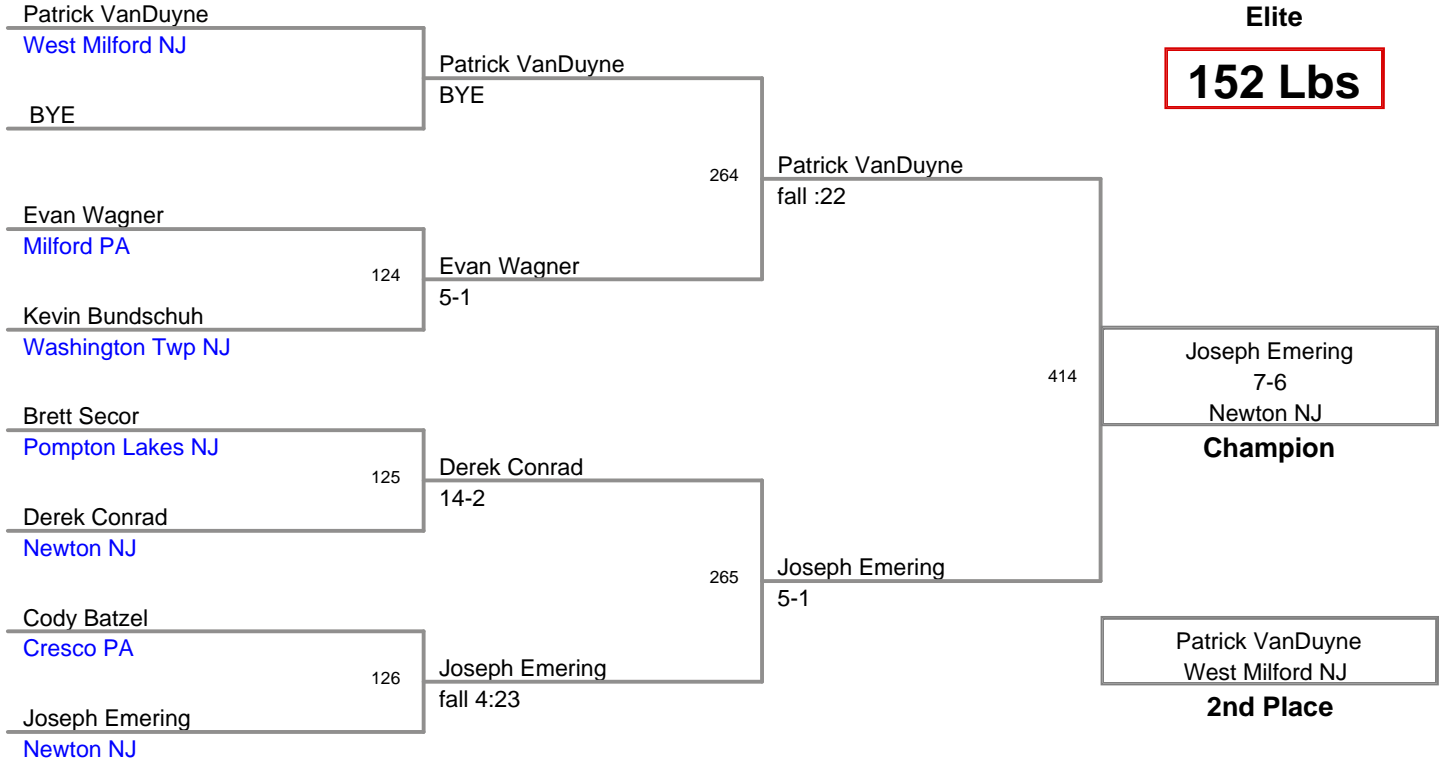 Patrick VanDuyne
West Milford NJ
BYE
Evan Wagner
Milford PA
124
Kevin Bundschuh
Washington Twp NJ
Brett Secor
Pompton Lakes NJ
125
Derek Conrad
Newton NJ
Cody Batzel
Cresco PA
126
Joseph Emering
Newton NJ
Patrick VanDuyne
BYE
264
Evan Wagner
5-1
Derek Conrad
14-2
265
Joseph Emering
fall 4:23
Patrick VanDuyne
fall :22
414
Joseph Emering
5-1
Elite
152 Lbs
Joseph Emering
7-6
Newton NJ
Champion
Patrick VanDuyne
West Milford NJ
2nd Place